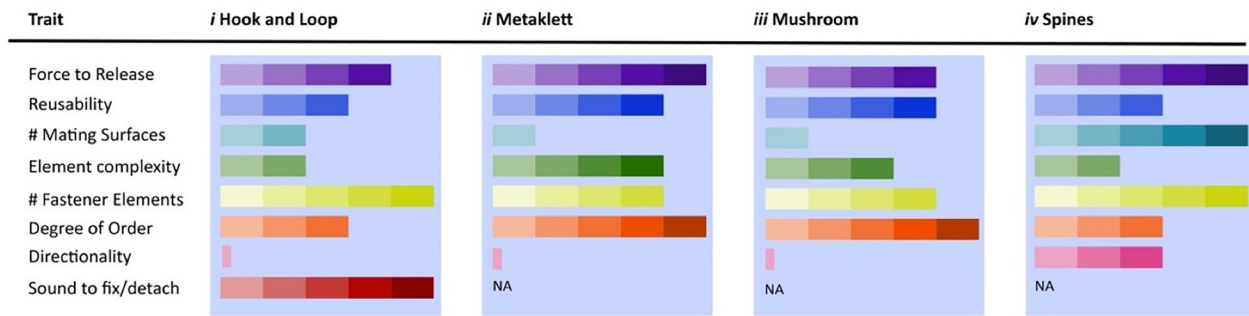 Trait i Hook and Loop ii Metaklett iii Mushroom iv Spines
Force to Release
Reusability
# Mating Surfaces
Element complexity
# Fastener Elements
Degree of Order
Directionality
Sound to fix/detach NA NA NA